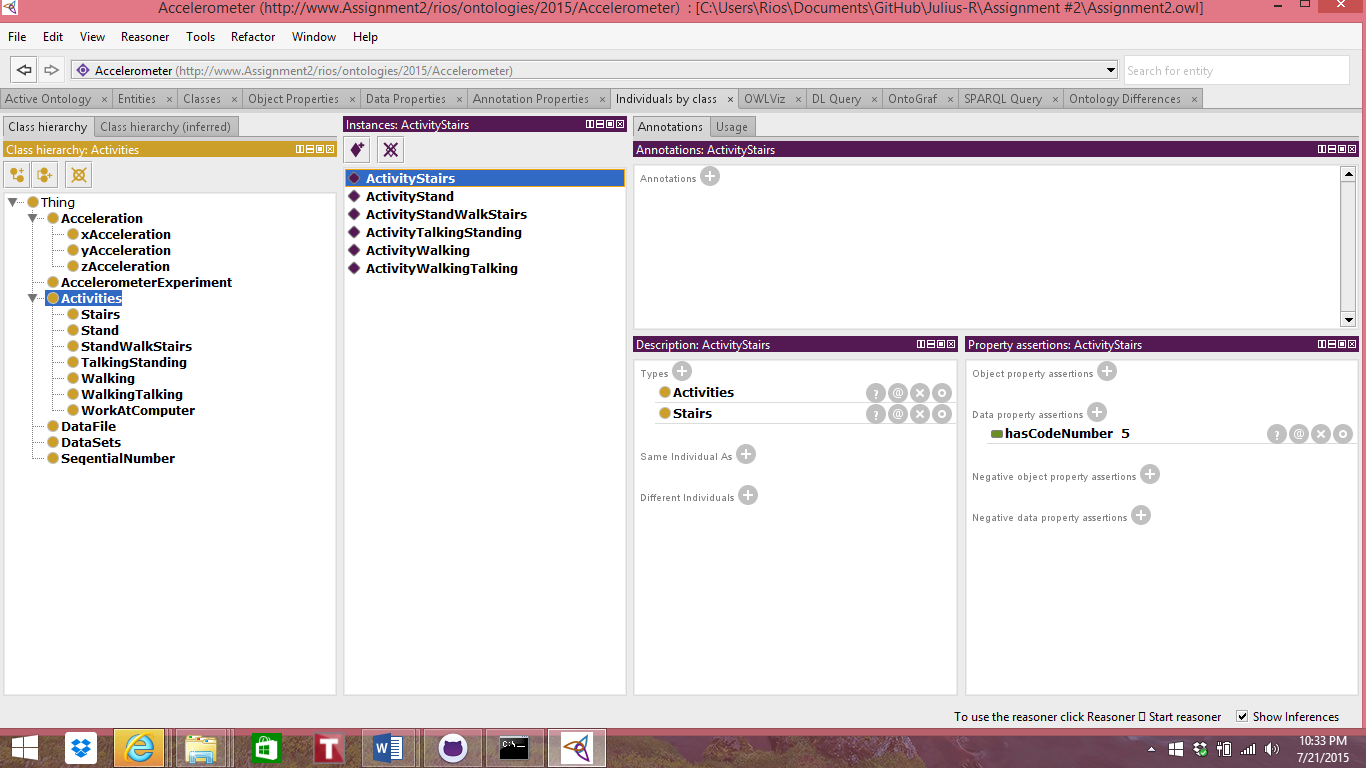 Accelerometer (http://www.Assignment2/rios/ontologies/2015/Accelerometer) : [C:\Users\Rios\Documents\GitHub\Julius-R\Assignment #2\Assignment2.owl]
File Edit View Reasoner Tools Refactor Window Help
Accelerometer (http://www.Assignment2/rios/ontologies/2015/Accelerometer) Search for entity
Active Ontology × Entities × Classes × Object Properties × Data Properties × Annotation Properties × Individuals by class × OWLViz × DL Query × OntoGraf × SPARQL Query × Ontology Differences ×
Class hierarchy Class hierarchy (inferred)
Class hierarchy: Activities
Thing
Acceleration
xAcceleration
yAcceleration
zAcceleration
AccelerometerExperiment
Activities
Stairs
Stand
StandWalkStairs
TalkingStanding
Walking
WalkingTalking
WorkAtComputer
DataFile
DataSets
SeqentialNumber
Instances: ActivityStairs
ActivityStairs
ActivityStand
ActivityStandWalkStairs
ActivityTalkingStanding
ActivityWalking
ActivityWalkingTalking
Annotations Usage
Annotations: ActivityStairs
Annotations
Description: ActivityStairs
Types
Activities
Stairs
Same Individual As
Different Individuals
Property assertions: ActivityStairs
Object property assertions
Data property assertions
hasCodeNumber 5
Negative object property assertions
Negative data property assertions
To use the reasoner click Reasoner Start reasoner Show Inferences
10:33 PM
7/21/2015